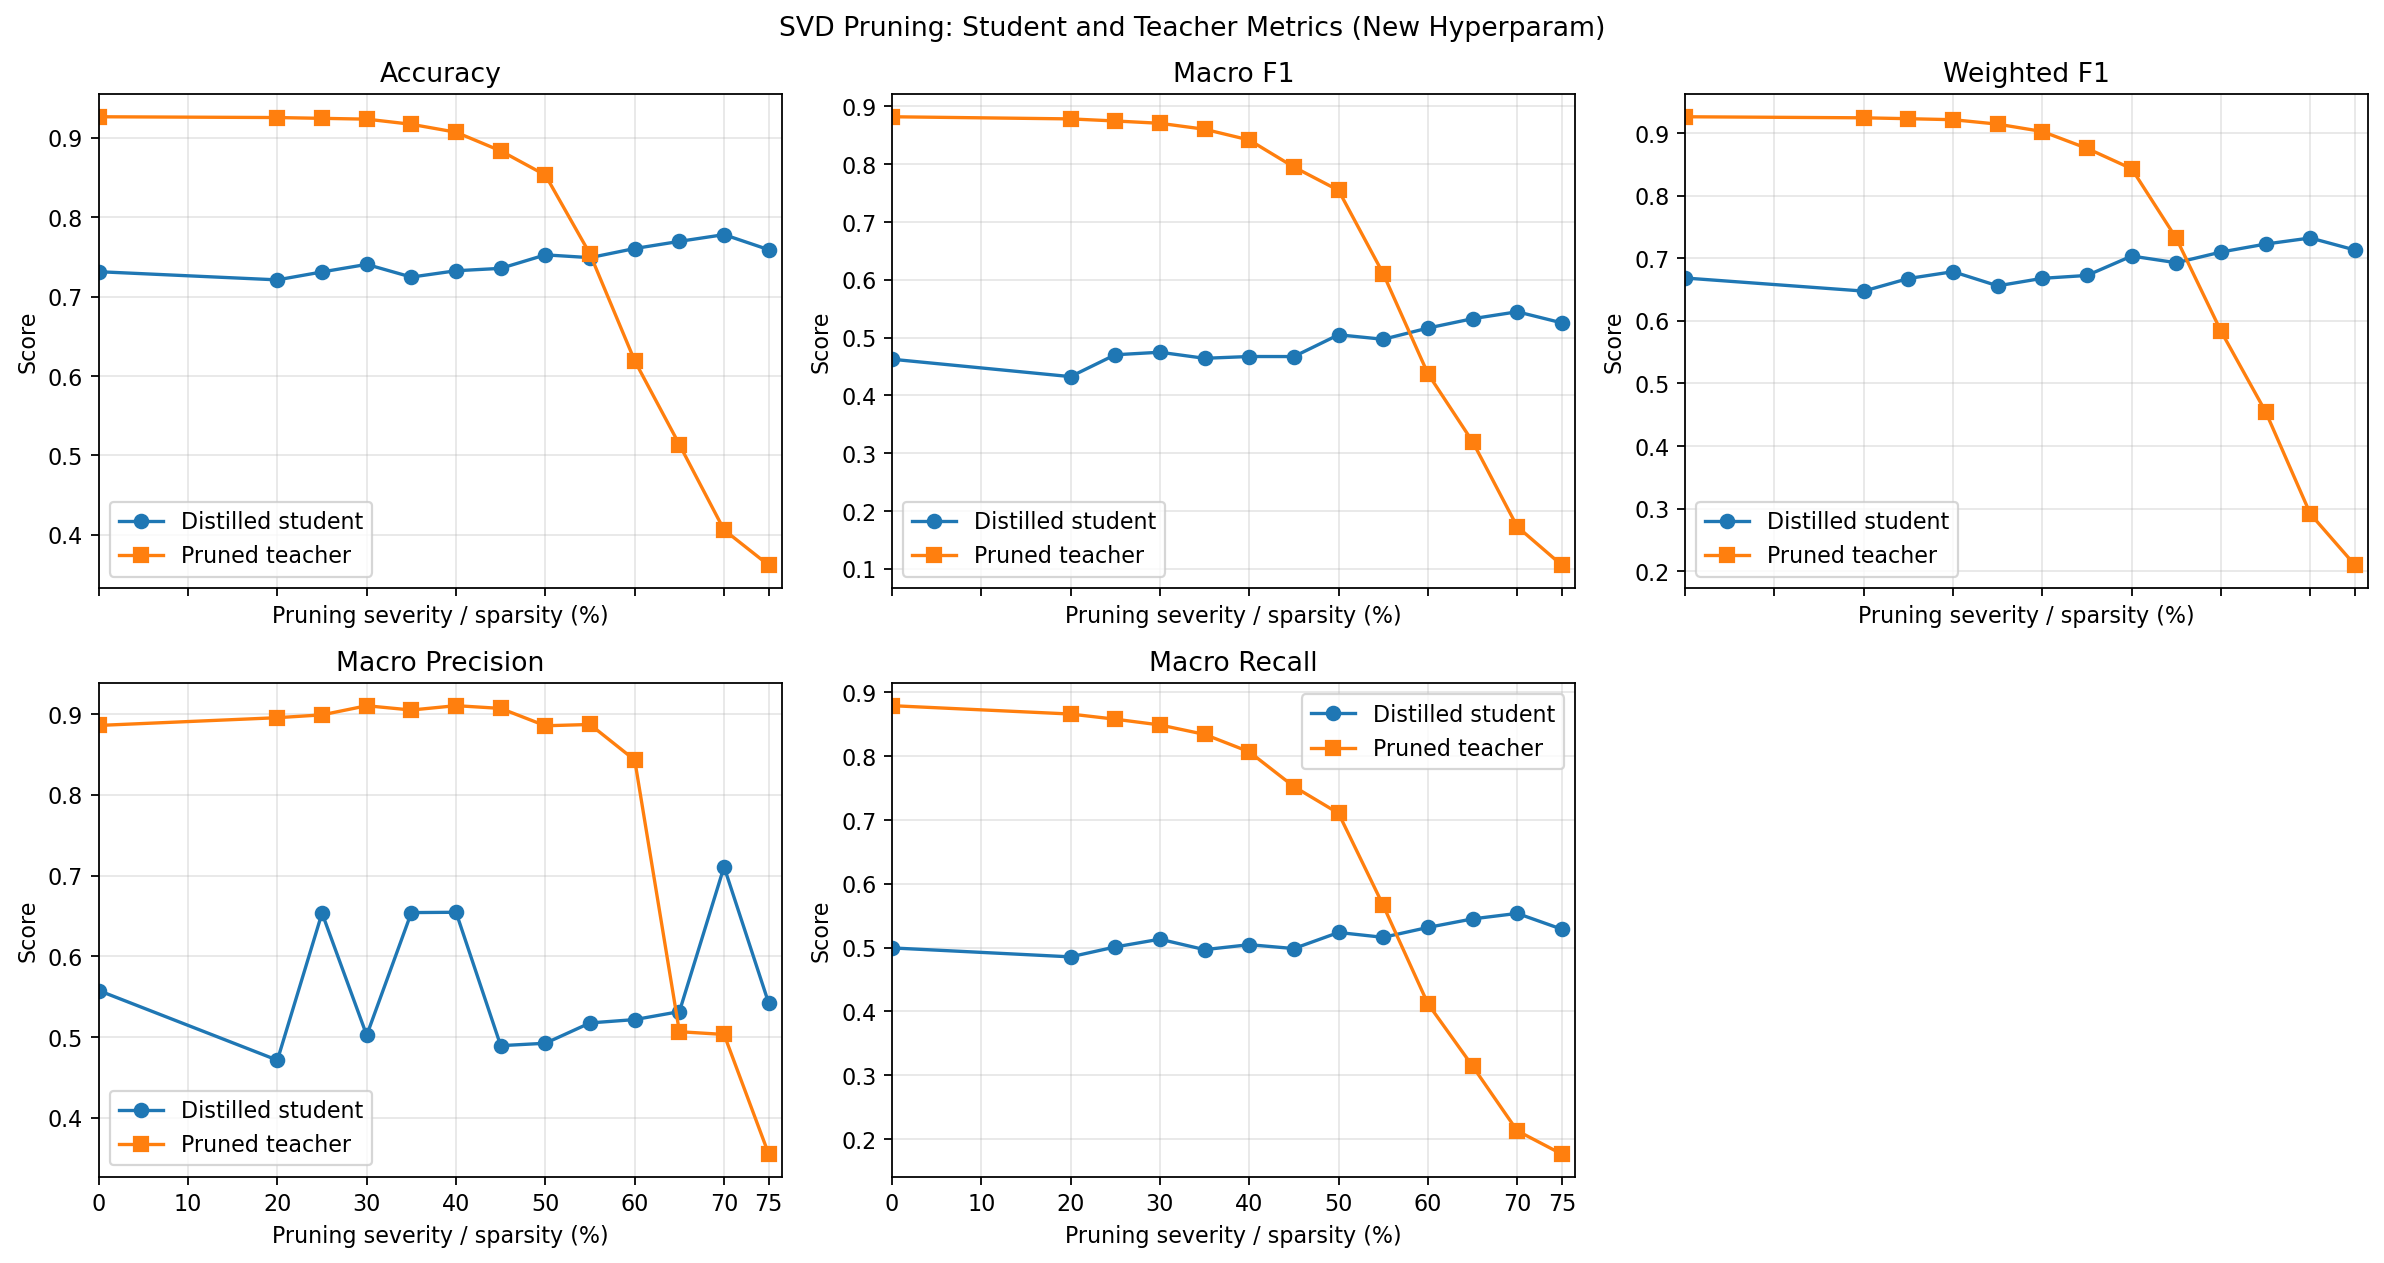 SVD Pruning: Student and Teacher Metrics (New Hyperparam)
Accuracy
Score
0.9
0.8
0.7
0.6
0.5
0.4
Distilled student
Pruned teacher
Pruning severity / sparsity (%)
Macro F1
Score
0.9
0.8
0.7
0.6
0.5
0.4
0.3
0.2
0.1
Distilled student
Pruned teacher
Pruning severity / sparsity (%)
Weighted F1
Score
0.9
0.8
0.7
0.6
0.5
0.4
0.3
0.2
Distilled student
Pruned teacher
Pruning severity / sparsity (%)
Macro Precision
Score
0.9
0.8
0.7
0.6
0.5
0.4
Distilled student
Pruned teacher
0 10 20 30 40 50 60 70 75
Pruning severity / sparsity (%)
Macro Recall
Score
0.9
0.8
0.7
0.6
0.5
0.4
0.3
0.2
Distilled student
Pruned teacher
0 10 20 30 40 50 60 70 75
Pruning severity / sparsity (%)